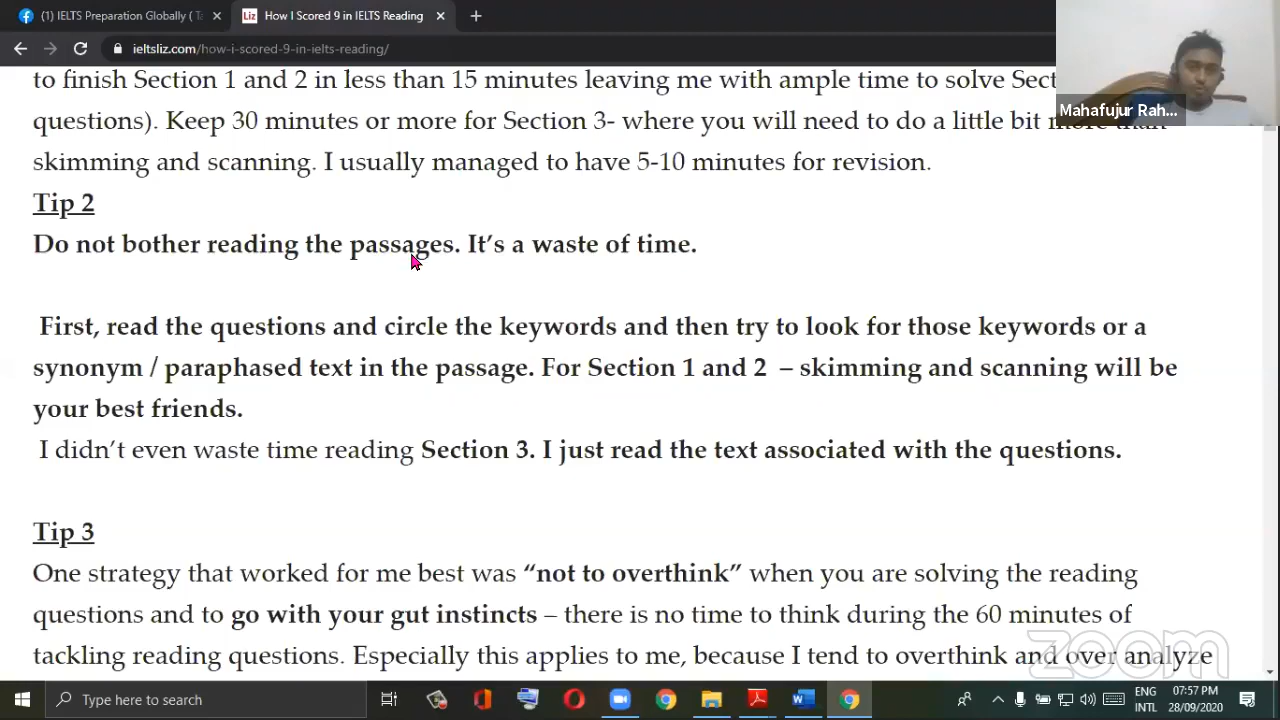 (1) IELTS Preparation Globally ( Ta
How I Scored 9 in IELTS Reading
Liz
ieltsliz.com/how-i-scored-9-in-ielts-reading/
Mahafujur Rah...
to finish Section 1 and 2 in less than 15 minutes leaving me with ample time to solve Sec
questions). Keep 30 minutes or more for Section 3- where you will need to do a little bit more than
skimming and scanning. I usually managed to have 5-10 minutes for revision.
Tip 2
Do not bother reading the passages. It’s a waste of time.
First, read the questions and circle the keywords and then try to look for those keywords or a
synonym / paraphased text in the passage. For Section 1 and 2 – skimming and scanning will be
your best friends.
I didn’t even waste time reading Section 3. I just read the text associated with the questions.
Tip 3
One strategy that worked for me best was “not to overthink” when you are solving the reading
questions and to go with your gut instincts – there is no time to think during the 60 minutes of
tackling reading questions. Especially this applies to me, because I tend to overthink and over analyze
zoom
Type here to search
ENG
INTL
07:57 PM
28/09/2020